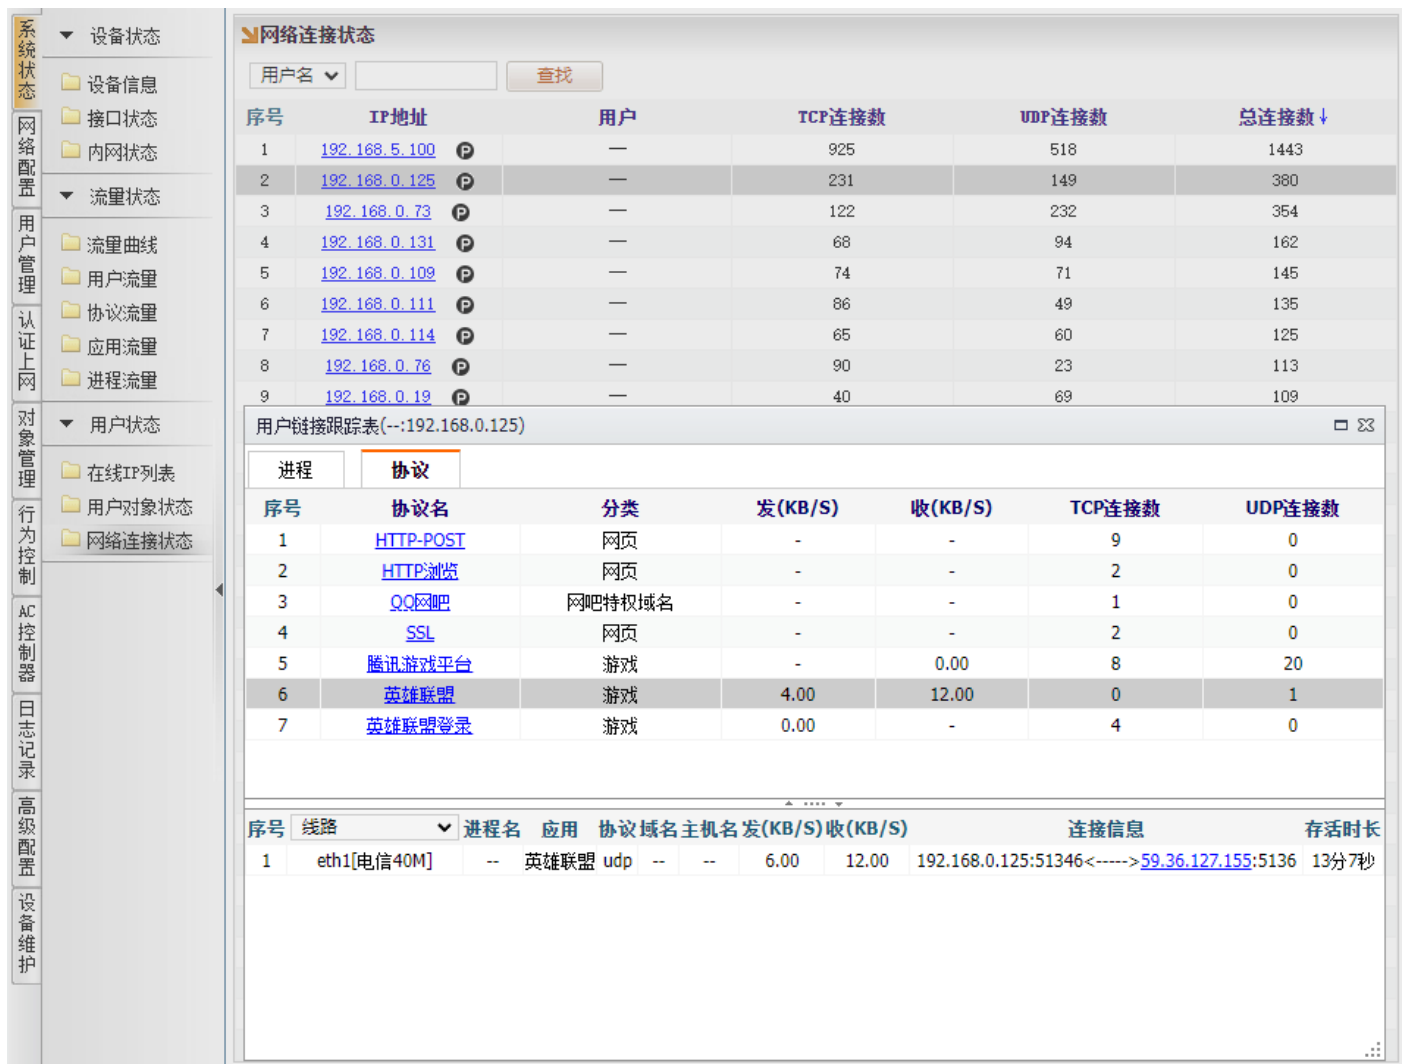 系统状态
网络配置
用户管理
认证上网
对象管理
行为控制
AC控制器
日志记录
高级配置
设备维护
设备状态
设备信息
接口状态
内网状态
流量状态
流量曲线
用户流量
协议流量
应用流量
进程流量
用户状态
在线IP列表
用户对象状态
网络连接状态
网络连接状态
用户名 查找
序号 IP地址 用户 TCP连接数 UDP连接数 总连接数↓
1 192.168.5.100 P — 925 518 1443
2 192.168.0.125 P — 231 149 380
3 192.168.0.73 P — 122 232 354
4 192.168.0.131 P — 68 94 162
5 192.168.0.109 P — 74 71 145
6 192.168.0.111 P — 86 49 135
7 192.168.0.114 P — 65 60 125
8 192.168.0.76 P — 90 23 113
9 192.168.0.19 P — 40 69 109
用户链接跟踪表(--:192.168.0.125)
进程 协议
序号 协议名 分类 发(KB/S) 收(KB/S) TCP连接数 UDP连接数
1 HTTP-POST 网页 - - 9 0
2 HTTP浏览 网页 - - 2 0
3 QQ网吧 网吧特权域名 - - 1 0
4 SSL 网页 - - 2 0
5 腾讯游戏平台 游戏 - 0.00 8 20
6 英雄联盟 游戏 4.00 12.00 0 1
7 英雄联盟登录 游戏 0.00 - 4 0
序号 线路 进程名 应用 协议 域名 主机名 发(KB/S) 收(KB/S) 连接信息 存活时长
1 eth1[电信40M] -- 英雄联盟 udp -- -- 6.00 12.00 192.168.0.125:51346<----->59.36.127.155:5136 13分7秒